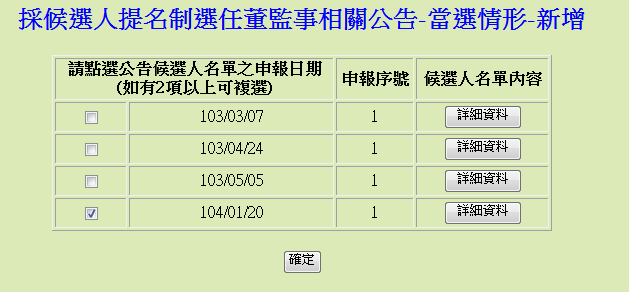 採候選人提名制選任董監事相關公告-當選情形-新增
請點選公告候選人名單之申報日期
(如有2項以上可複選)
申報序號
候選人名單內容
103/03/07 1 詳細資料
103/04/24 1 詳細資料
103/05/05 1 詳細資料
104/01/20 1 詳細資料
確定